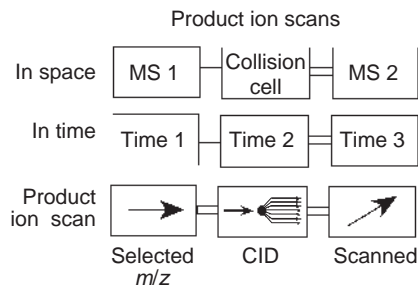 Product ion scans
In space MS 1 Collision cell MS 2
In time Time 1 Time 2 Time 3
Product ion scan
Selected m/z CID Scanned